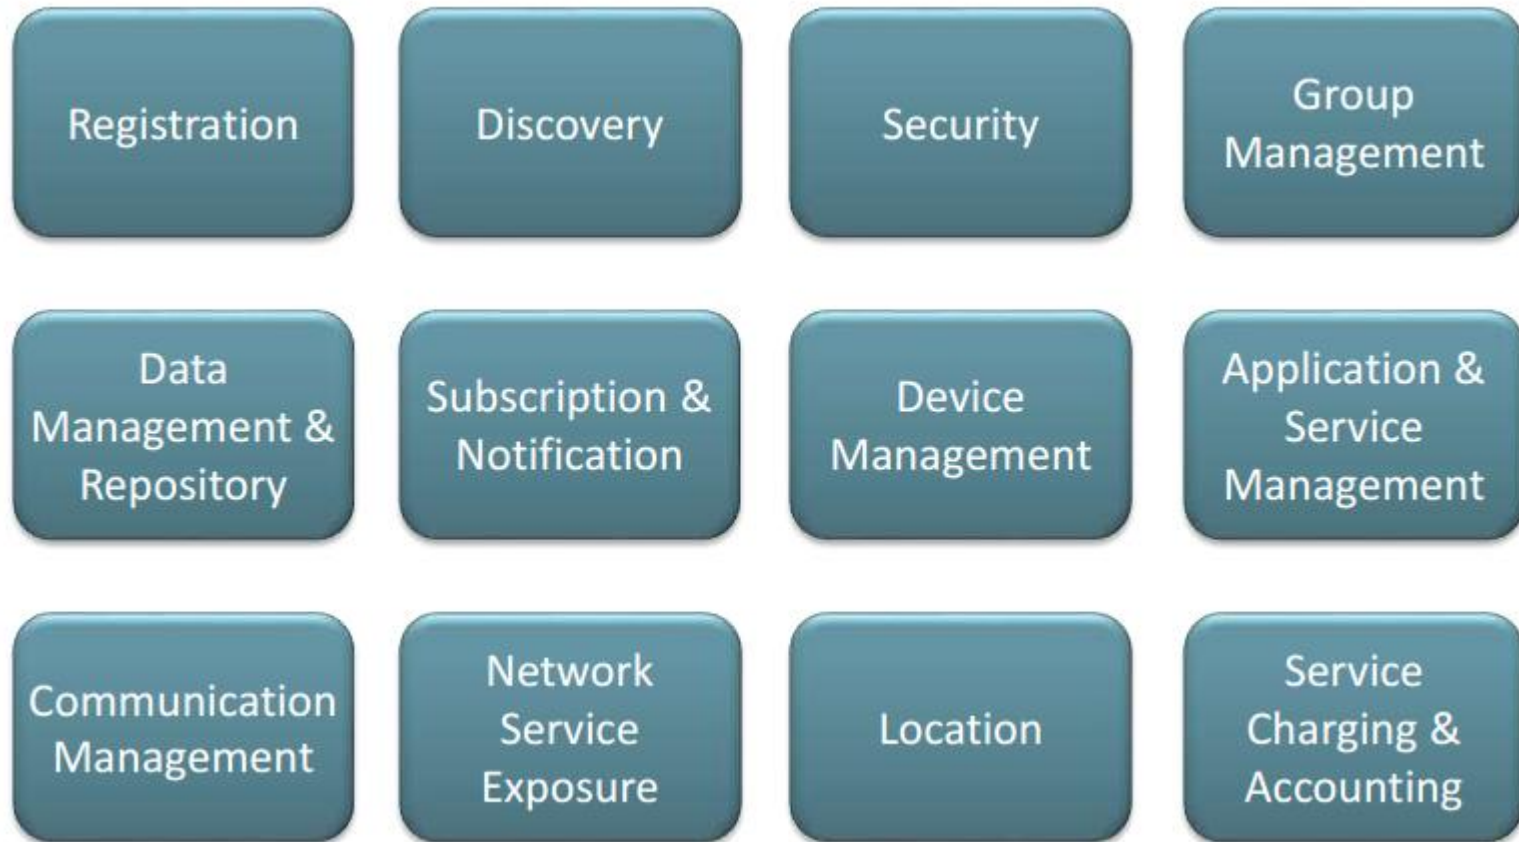 Registration
Discovery
Security
Group
Management
Data
Management &
Repository
Subscription &
Notification
Device
Management
Application &
Service
Management
Communication
Management
Network
Service
Exposure
Location
Service
Charging &
Accounting